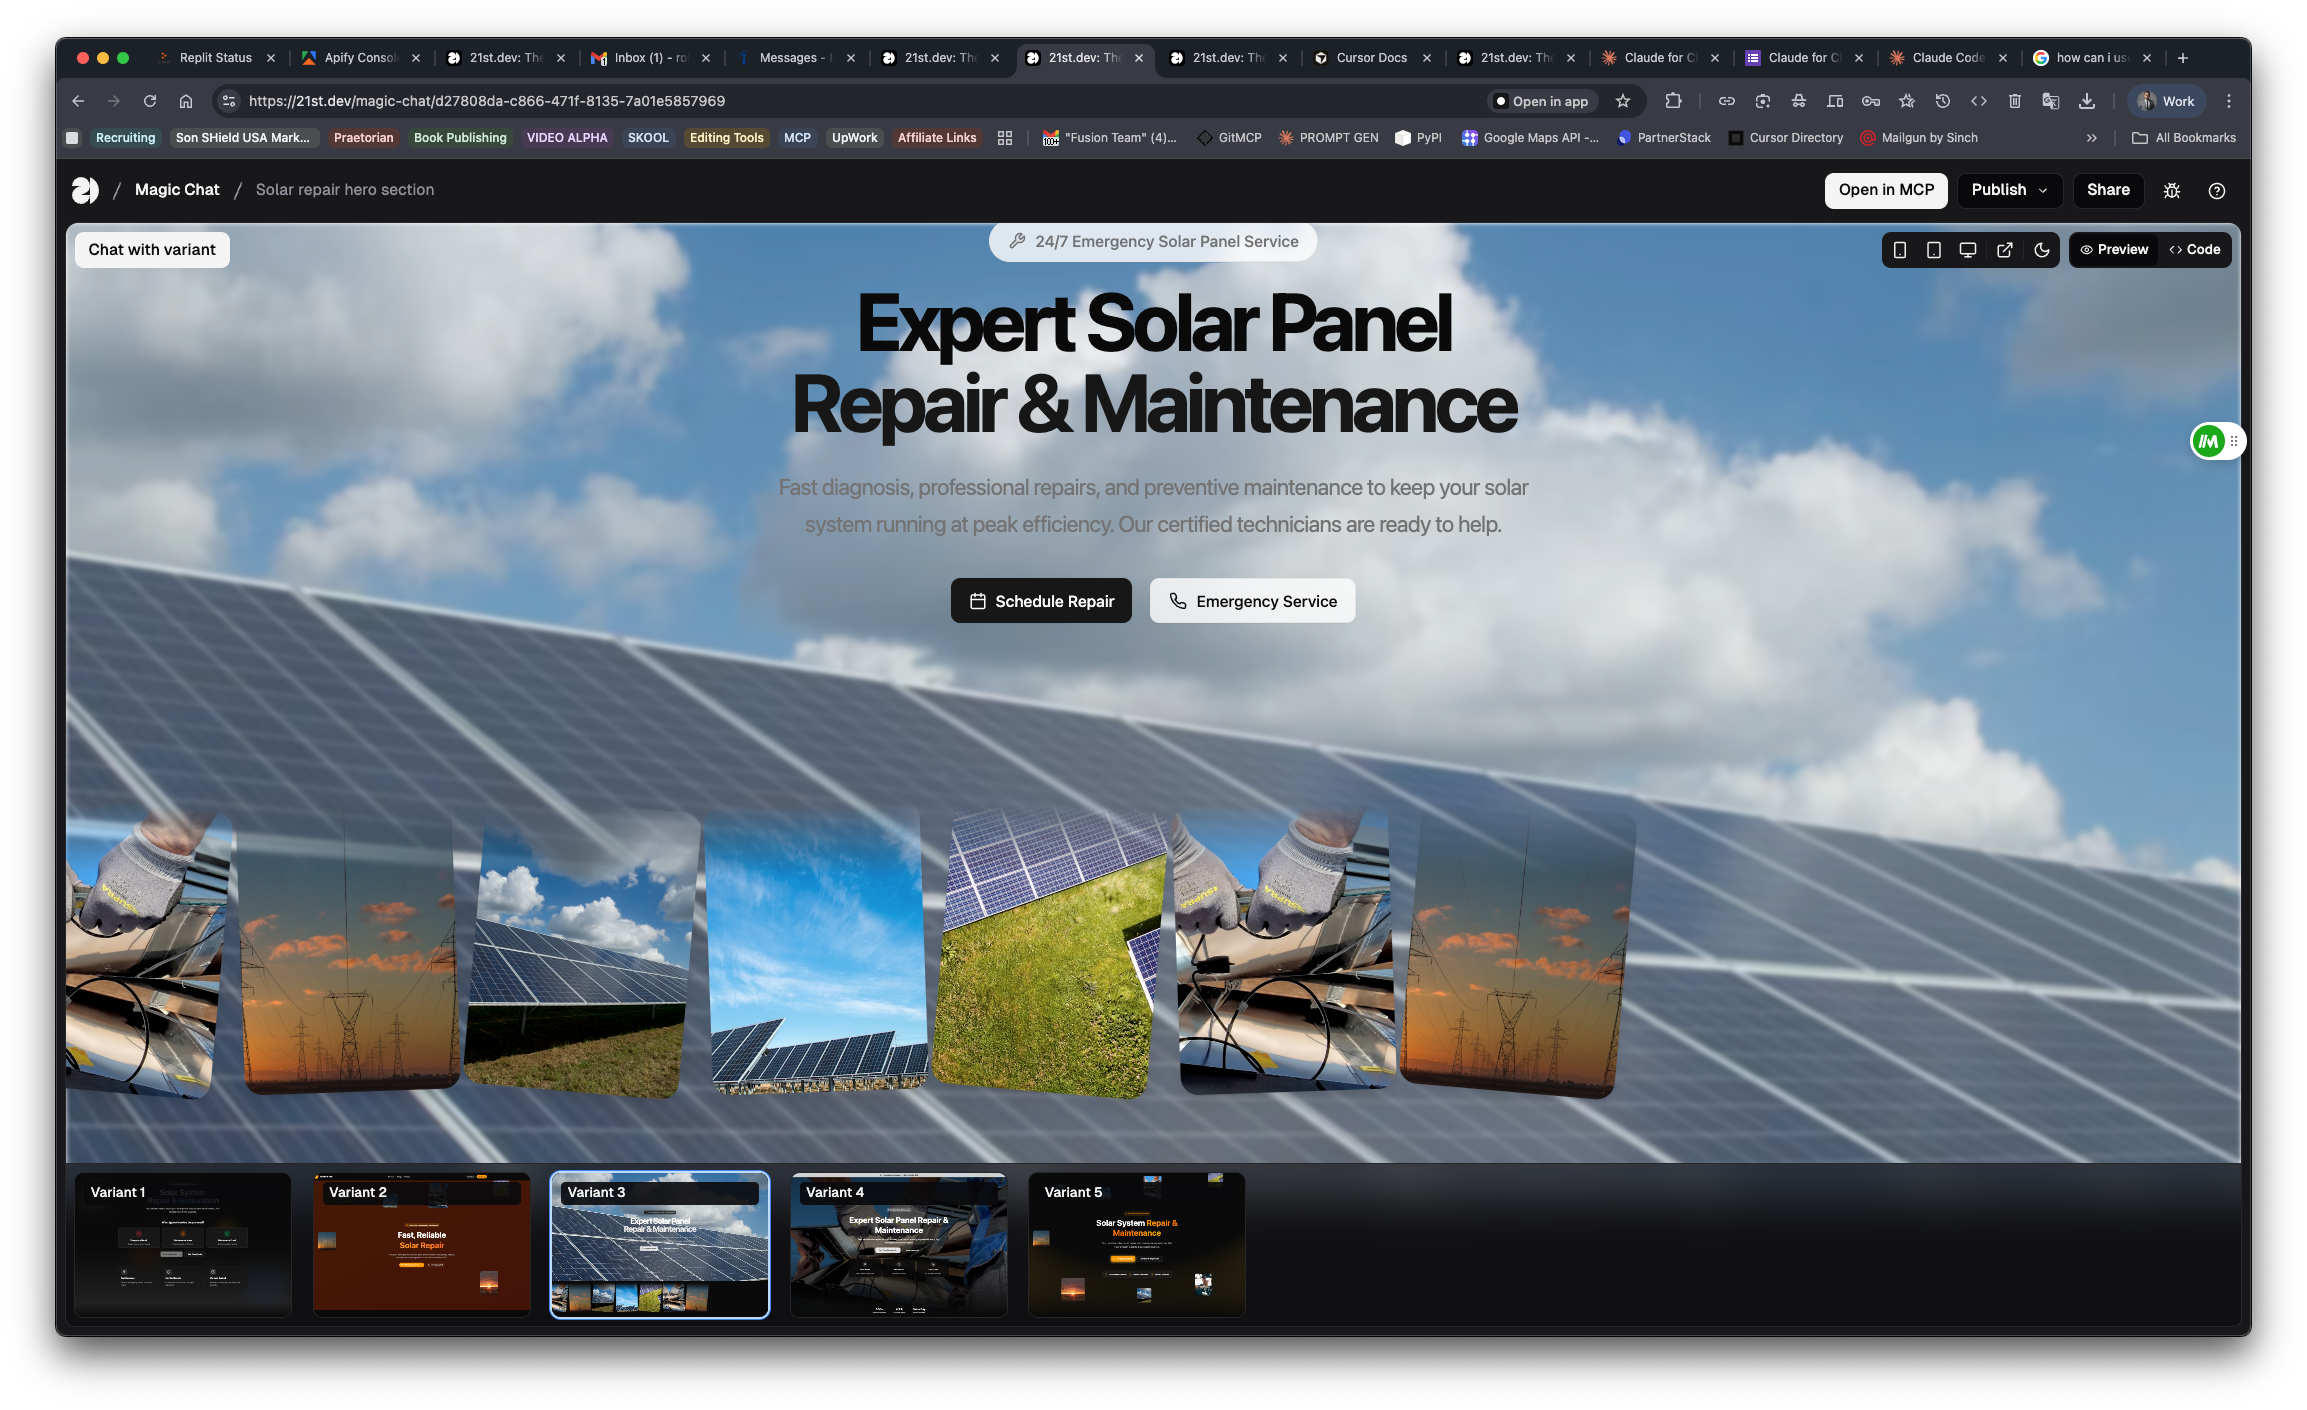 Replit Status
Apify Consol
21st.dev: The
Inbox (1) - ro
Messages -
21st.dev: The
21st.dev: The
21st.dev: The
Cursor Docs
21st.dev: The
Claude for C
Claude for C
Claude Code
how can i us
https://21st.dev/magic-chat/d27808da-c866-471f-8135-7a01e5857969
Open in app
Work
Recruiting
Son SHield USA Mark...
Praetorian
Book Publishing
VIDEO ALPHA
SKOOL
Editing Tools
MCP
UpWork
Affiliate Links
"Fusion Team" (4)...
GitMCP
PROMPT GEN
PyPI
Google Maps API -...
PartnerStack
Cursor Directory
Mailgun by Sinch
All Bookmarks
/ Magic Chat / Solar repair hero section
Open in MCP
Publish
Share
Chat with variant
24/7 Emergency Solar Panel Service
Preview
Code
Expert Solar Panel
Repair & Maintenance
Fast diagnosis, professional repairs, and preventive maintenance to keep your solar
system running at peak efficiency. Our certified technicians are ready to help.
Schedule Repair
Emergency Service
Variant 1
Solar System
Repair & Restoration
Variant 2
Fast, Reliable
Solar Repair
Variant 3
Expert Solar Panel
Repair & Maintenance
Variant 4
Expert Solar Panel Repair &
Maintenance
Variant 5
Solar System Repair &
Maintenance